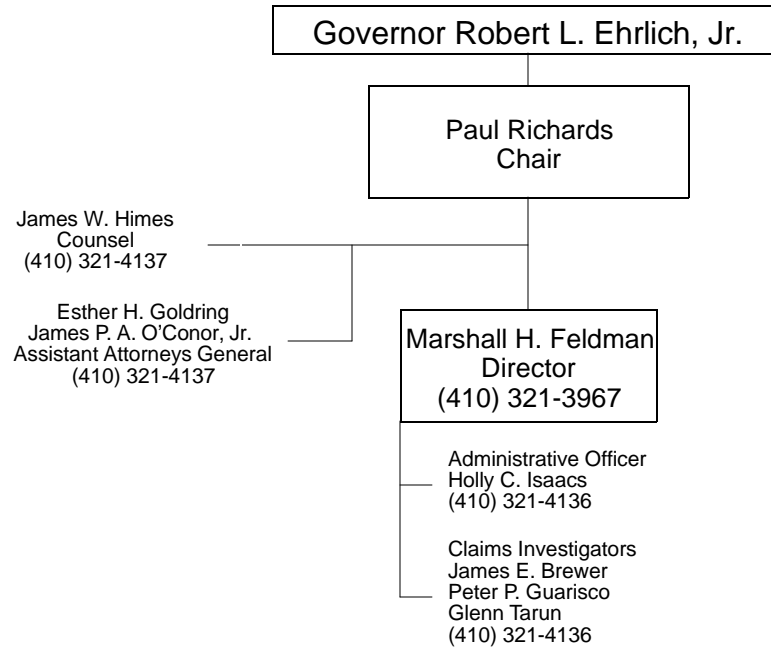 Governor Robert L. Ehrlich, Jr.
Paul Richards
Chair
James W. Himes
Counsel
(410) 321-4137
Esther H. Goldring
James P. A. O'Conor, Jr.
Assistant Attorneys General
(410) 321-4137
Marshall H. Feldman
Director
(410) 321-3967
Administrative Officer
Holly C. Isaacs
(410) 321-4136
Claims Investigators
James E. Brewer
Peter P. Guarisco
Glenn Tarun
(410) 321-4136